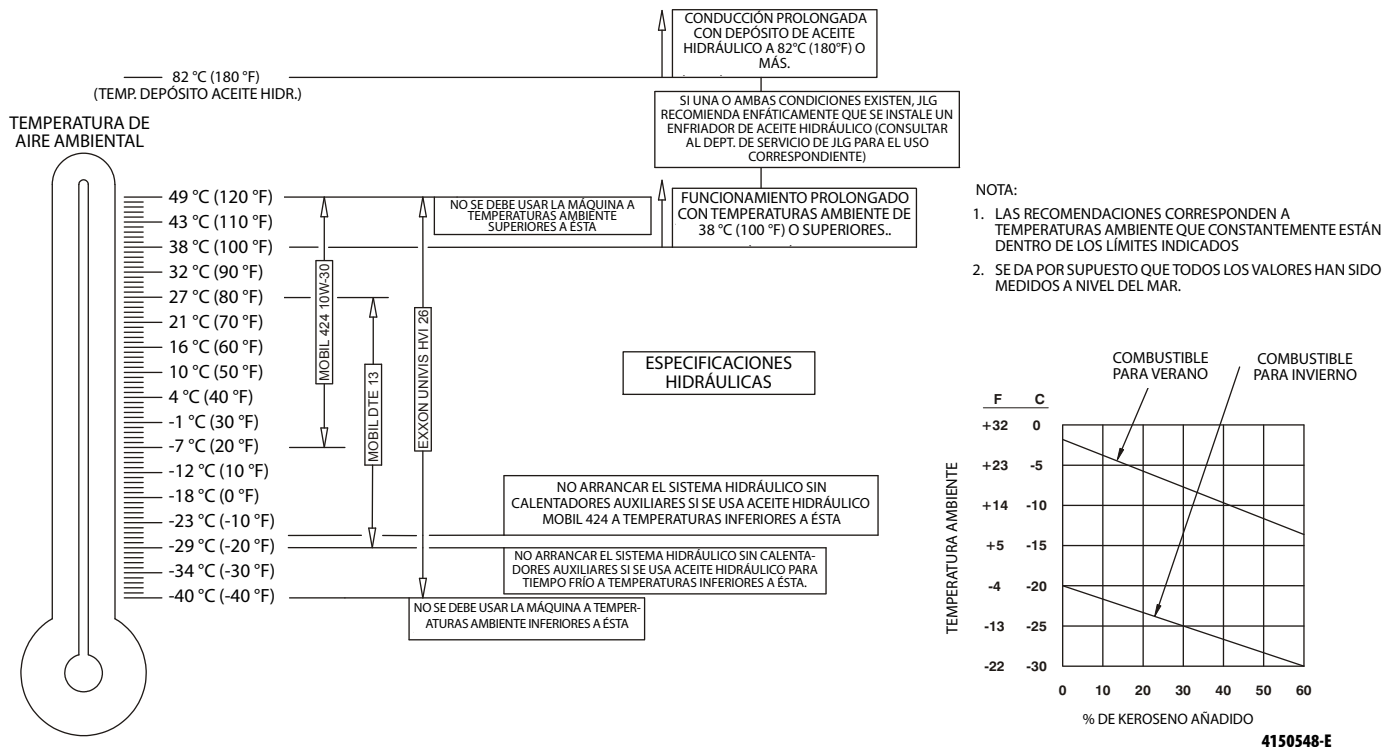 CONDUCCIÓN PROLONGADA
CON DEPÓSITO DE ACEITE
HIDRÁULICO A 82°C (180°F) O
MÁS.
82 °C (180 °F)
(TEMP. DEPÓSITO ACEITE HIDR.)
SI UNA O AMBAS CONDICIONES EXISTEN, JLG
RECOMIENDA ENFÁTICAMENTE QUE SE INSTALE UN
ENFRIADOR DE ACEITE HIDRÁULICO (CONSULTAR
AL DEPT. DE SERVICIO DE JLG PARA EL USO
CORRESPONDIENTE)
TEMPERATURA DE
AIRE AMBIENTAL
49 °C (120 °F)
43 °C (110 °F)
38 °C (100 °F)
32 °C (90 °F)
27 °C (80 °F)
21 °C (70 °F)
16 °C (60 °F)
10 °C (50 °F)
4 °C (40 °F)
-1 °C (30 °F)
-7 °C (20 °F)
-12 °C (10 °F)
-18 °C (0 °F)
-23 °C (-10 °F)
-29 °C (-20 °F)
-34 °C (-30 °F)
-40 °C (-40 °F)
MOBIL 424 10W-30
MOBIL DTE 13
EXXON UNIVIS HVI 26
NO SE DEBE USAR LA MÁQUINA A
TEMPERATURAS AMBIENTE
SUPERIORES A ÉSTA
FUNCIONAMIENTO PROLONGADO
CON TEMPERATURAS AMBIENTE DE
38 °C (100 °F) O SUPERIORES..
ESPECIFICACIONES
HIDRÁULICAS
NO ARRANCAR EL SISTEMA HIDRÁULICO SIN
CALENTADORES AUXILIARES SI SE USA ACEITE HIDRÁULICO
MOBIL 424 A TEMPERATURAS INFERIORES A ÉSTA
NO ARRANCAR EL SISTEMA HIDRÁULICO SIN CALENTA-
DORES AUXILIARES SI SE USA ACEITE HIDRÁULICO PARA
TIEMPO FRÍO A TEMPERATURAS INFERIORES A ÉSTA.
NO SE DEBE USAR LA MÁQUINA A TEMPER-
ATURAS AMBIENTE INFERIORES A ÉSTA
NOTA:
1. LAS RECOMENDACIONES CORRESPONDEN A
TEMPERATURAS AMBIENTE QUE CONSTANTEMENTE ESTÁN
DENTRO DE LOS LÍMITES INDICADOS
2. SE DA POR SUPUESTO QUE TODOS LOS VALORES HAN SIDO
MEDIDOS A NIVEL DEL MAR.
COMBUSTIBLE
PARA VERANO
COMBUSTIBLE
PARA INVIERNO
F C
+32 0
+23 -5
+14 -10
+5 -15
-4 -20
-13 -25
-22 -30
TEMPERATURA AMBIENTE
0 10 20 30 40 50 60
% DE KEROSENO AÑADIDO
4150548-E